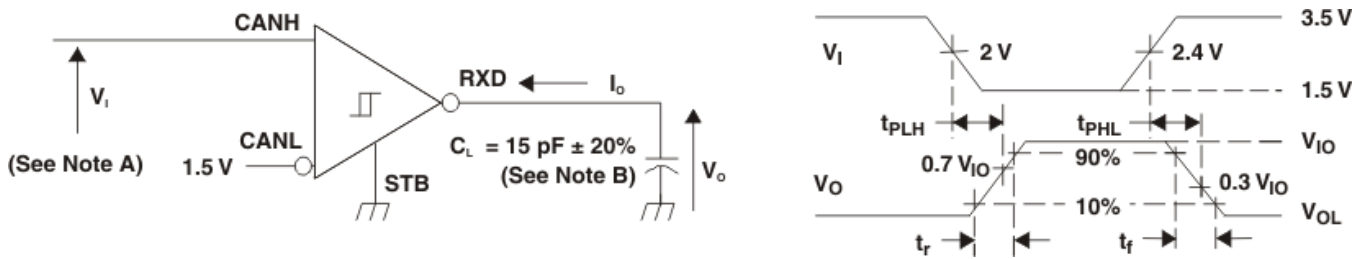 CANH
V_I
(See Note A)
CANL
1.5 V
STB
RXD
I_o
C_L = 15 pF ± 20%
(See Note B)
V_o
V_I
2 V
2.4 V
3.5 V
1.5 V
t_PLH
t_PHL
V_O
0.7 V_IO
90%
10%
0.3 V_IO
V_IO
V_OL
t_r
t_f